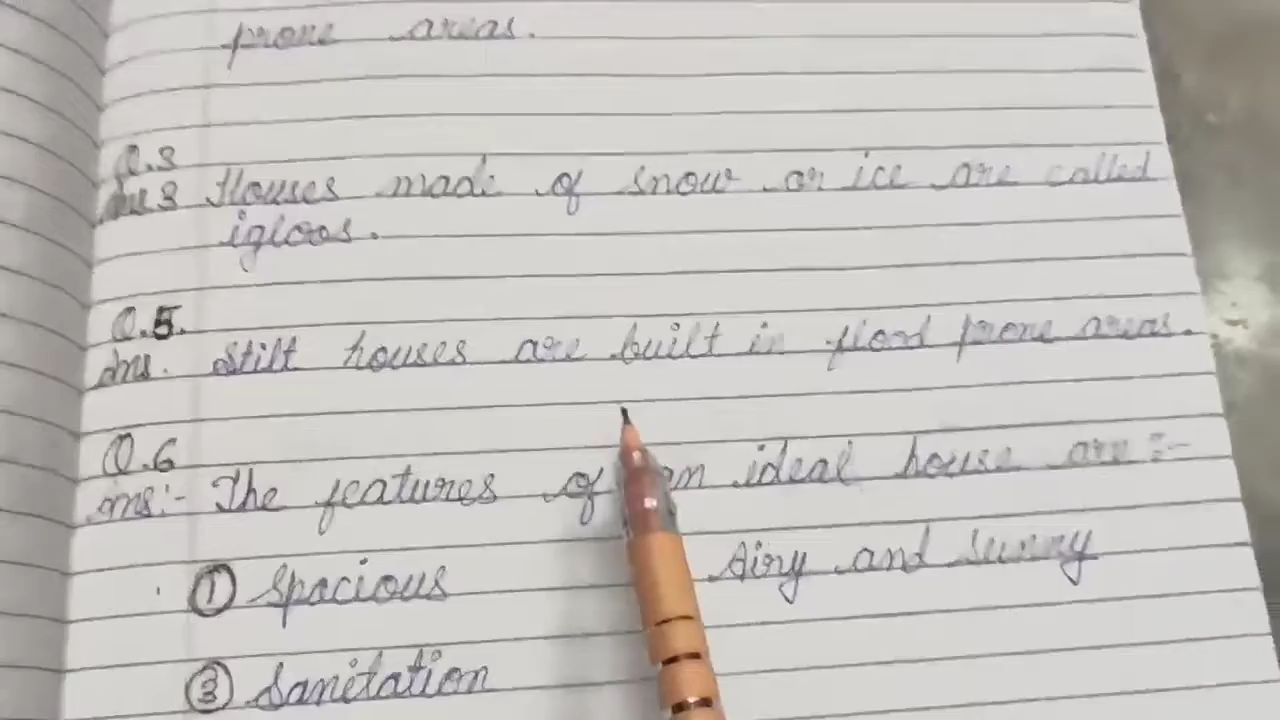 prone areas.
Q.3
Ans 3 Houses made of snow or ice are called
igloos.
Q.5.
Ans. Stilt houses are built in flood prone areas.
Q.6
Ans:- The features of an ideal house are:-
① Spacious Airy and Sunny
③ Sanitation